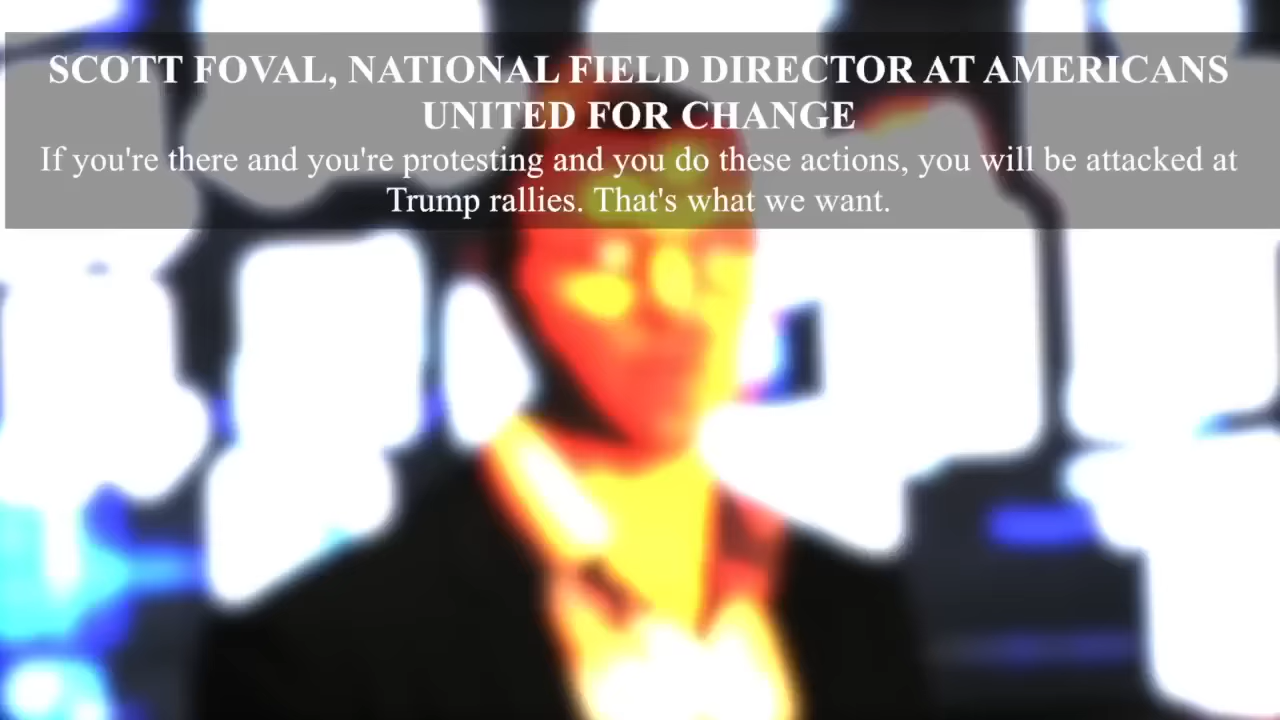 SCOTT FOVAL, NATIONAL FIELD DIRECTOR AT AMERICANS
UNITED FOR CHANGE
If you're there and you're protesting and you do these actions, you will be attacked at
Trump rallies. That's what we want.